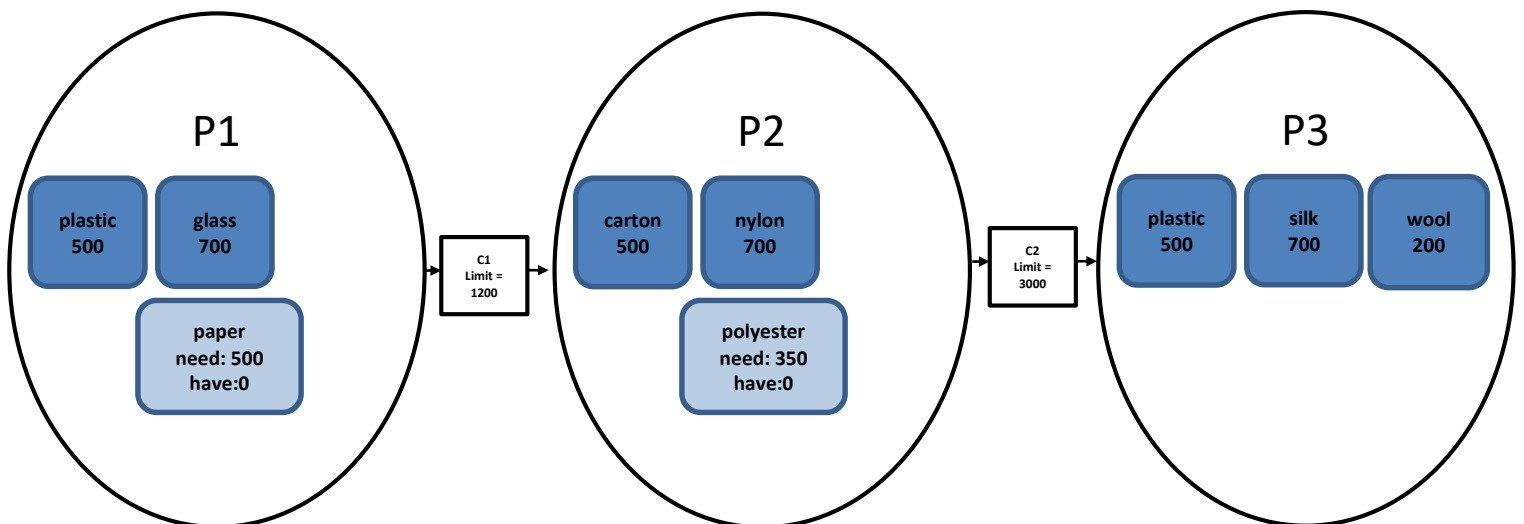 P1
plastic
500
glass
700
paper
need: 500
have:0
C1
Limit =
1200
P2
carton
500
nylon
700
polyester
need: 350
have:0
C2
Limit =
3000
P3
plastic
500
silk
700
wool
200